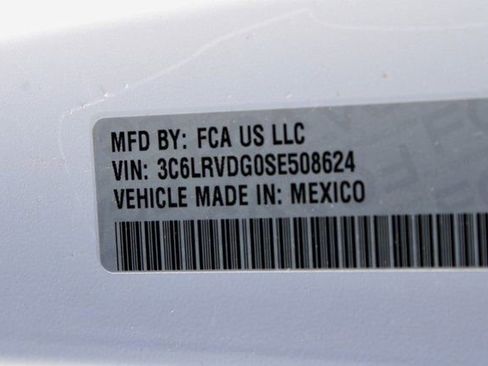 MFD BY: FCA US LLC
VIN: 3C6LRVDG0SE508624
VEHICLE MADE IN: MEXICO